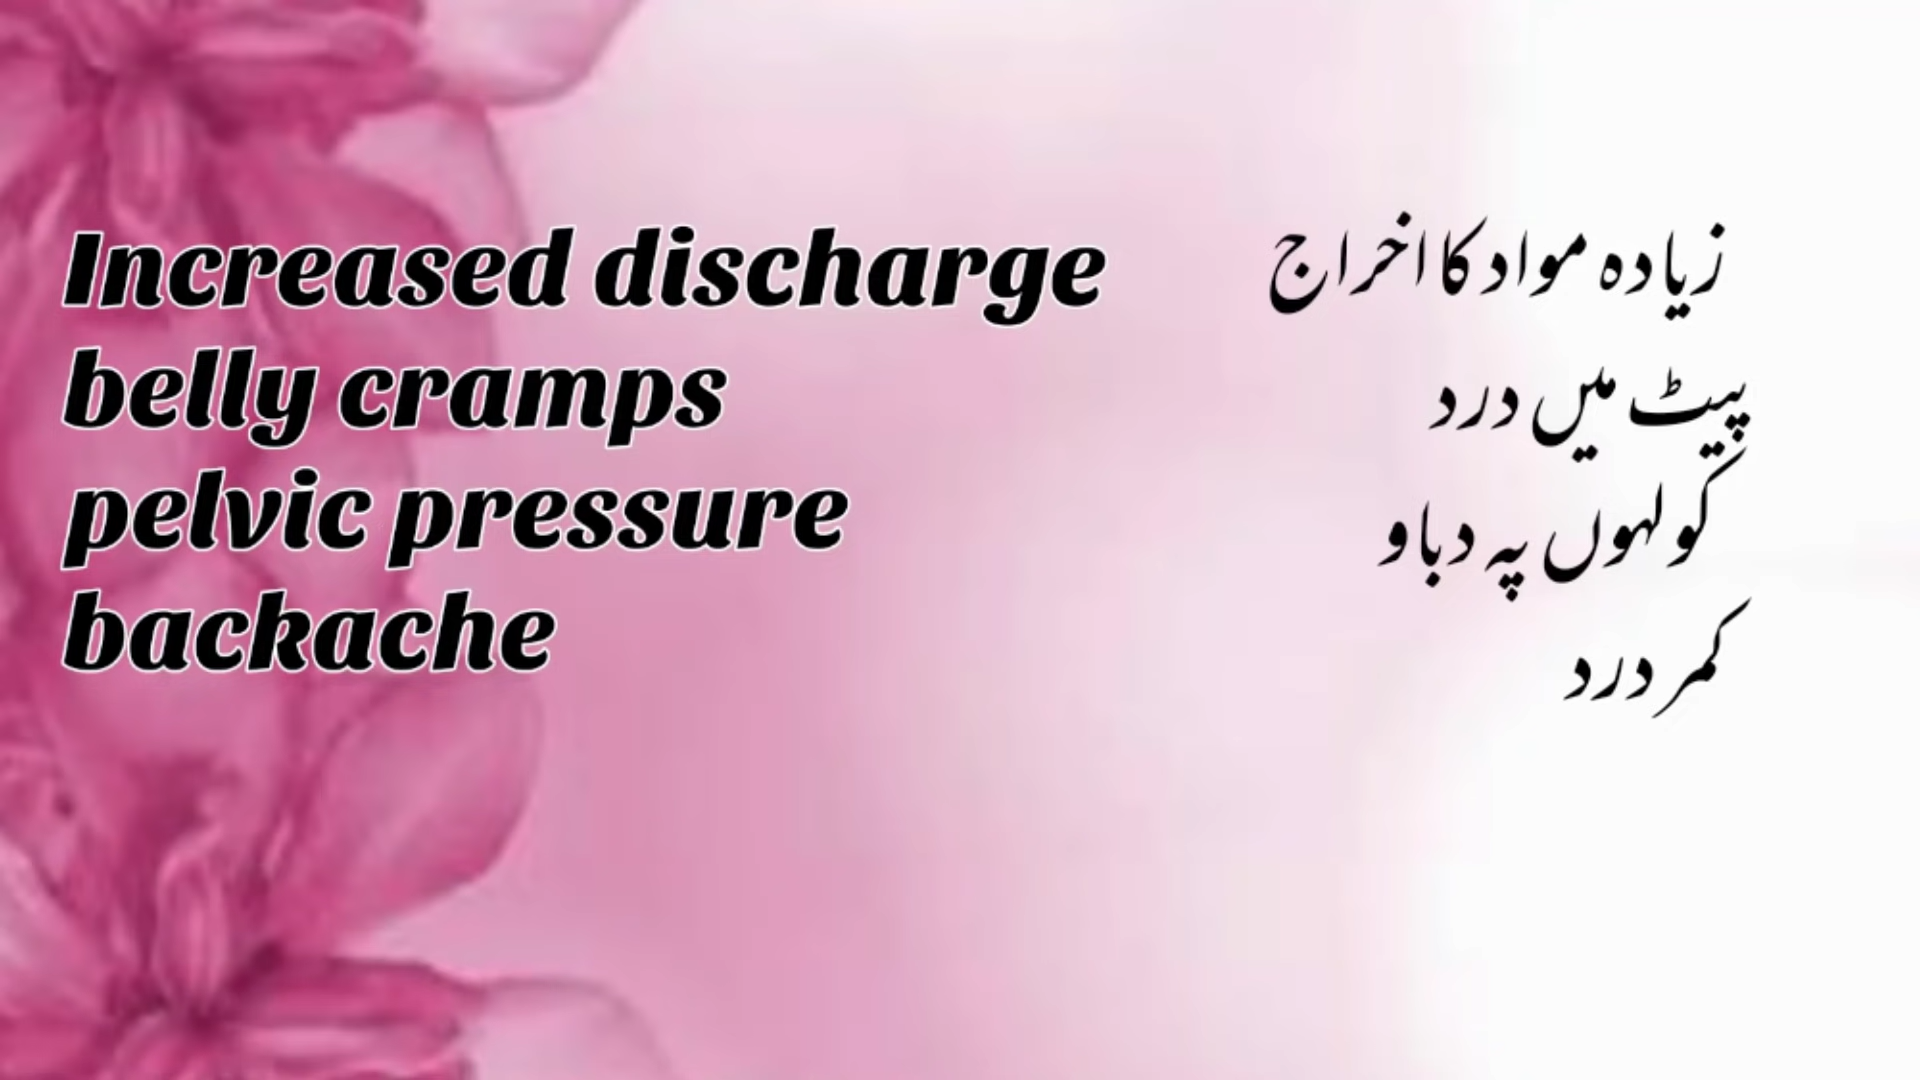 Increased discharge
belly cramps
pelvic pressure
backache
زیادہ مواد کا اخراج
پیٹ میں درد
کولہوں پہ دباو
کمر درد